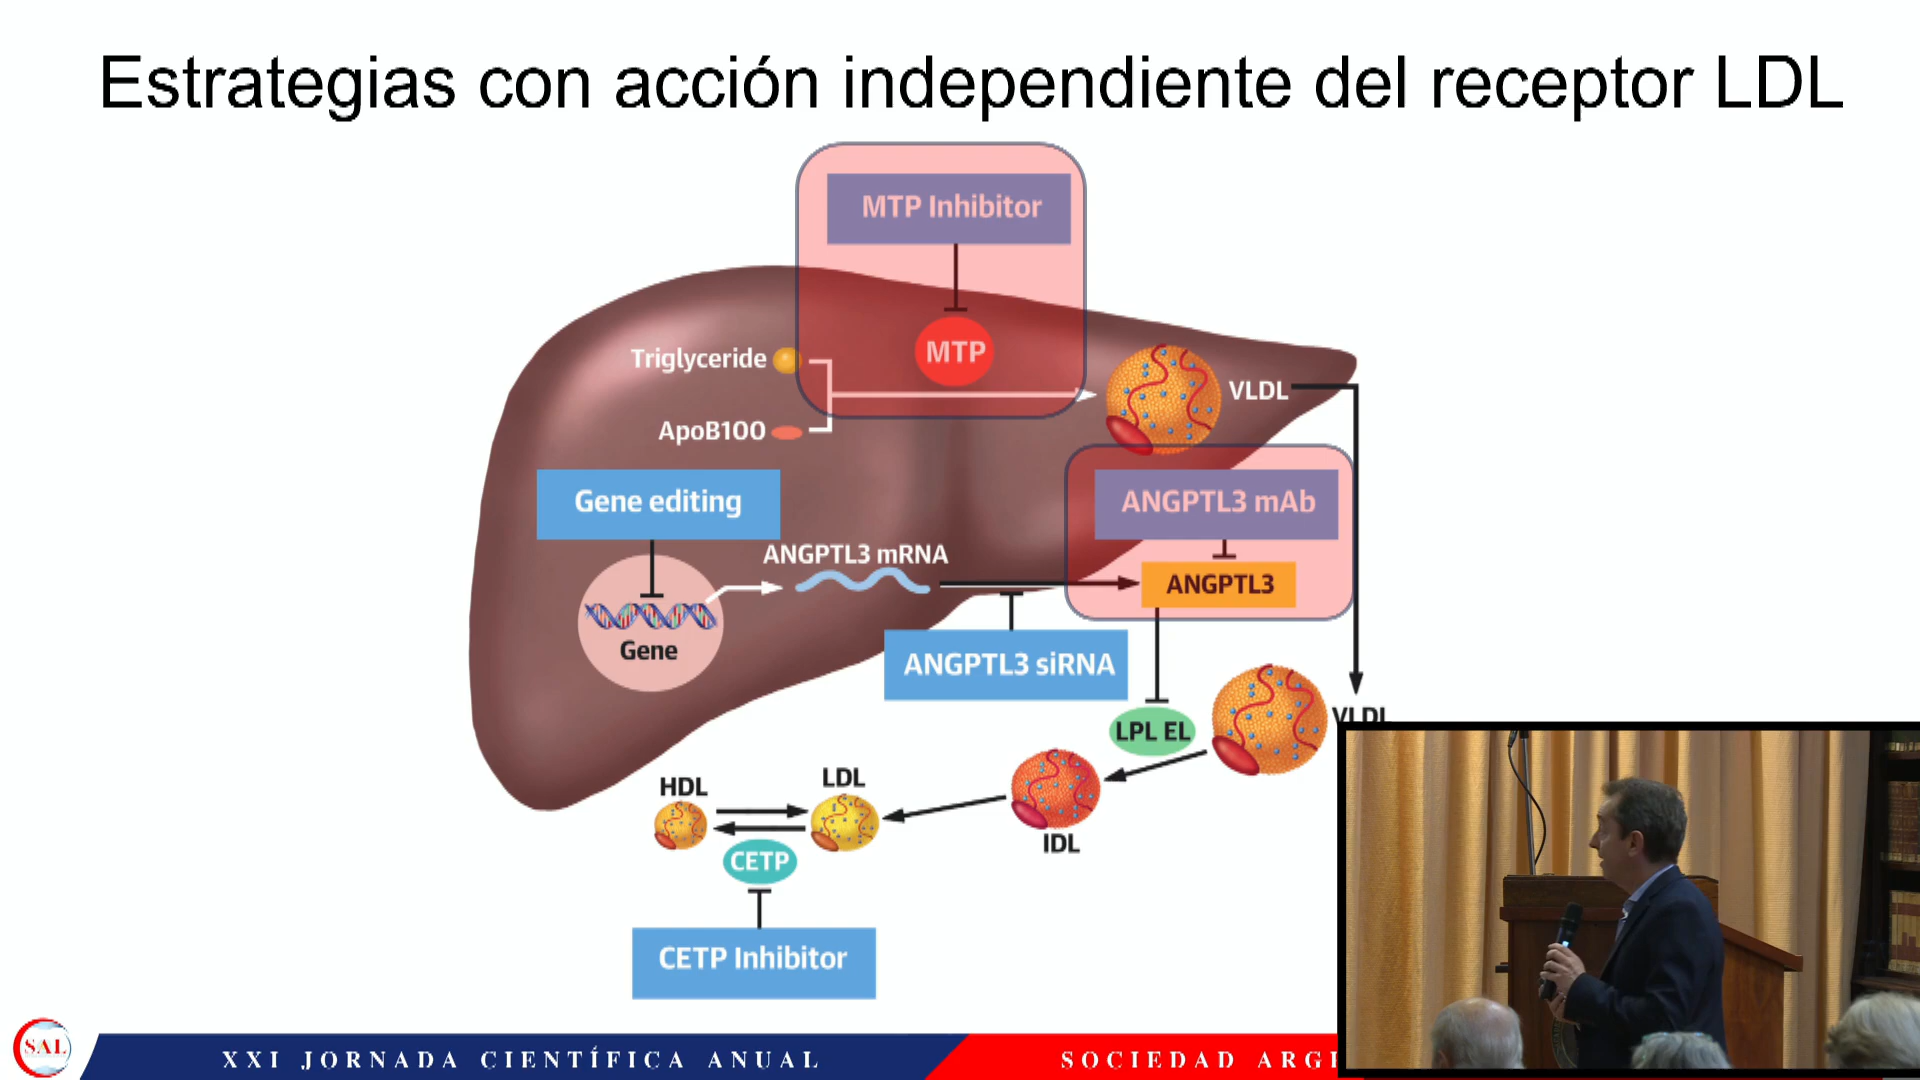 Estrategias con acción independiente del receptor LDL
MTP Inhibitor
MTP
Triglyceride
ApoB100
VLDL
Gene editing
ANGPTL3 mAb
ANGPTL3 mRNA
ANGPTL3
Gene
ANGPTL3 siRNA
LPL EL
VLDL
HDL
LDL
IDL
CETP
CETP Inhibitor
SAL
XXI JORNADA CIENTÍFICA ANUAL
SOCIEDAD